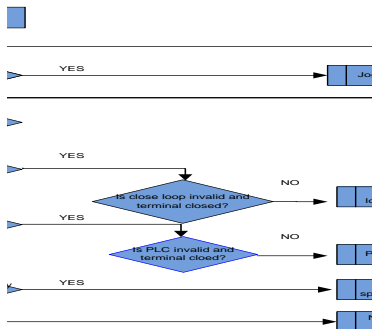 YES
Jo
YES
Is close loop invalid and
terminal closed?
NO
lo
YES
Is PLC invalid and
terminal cloed?
NO
P
YES
sp
N